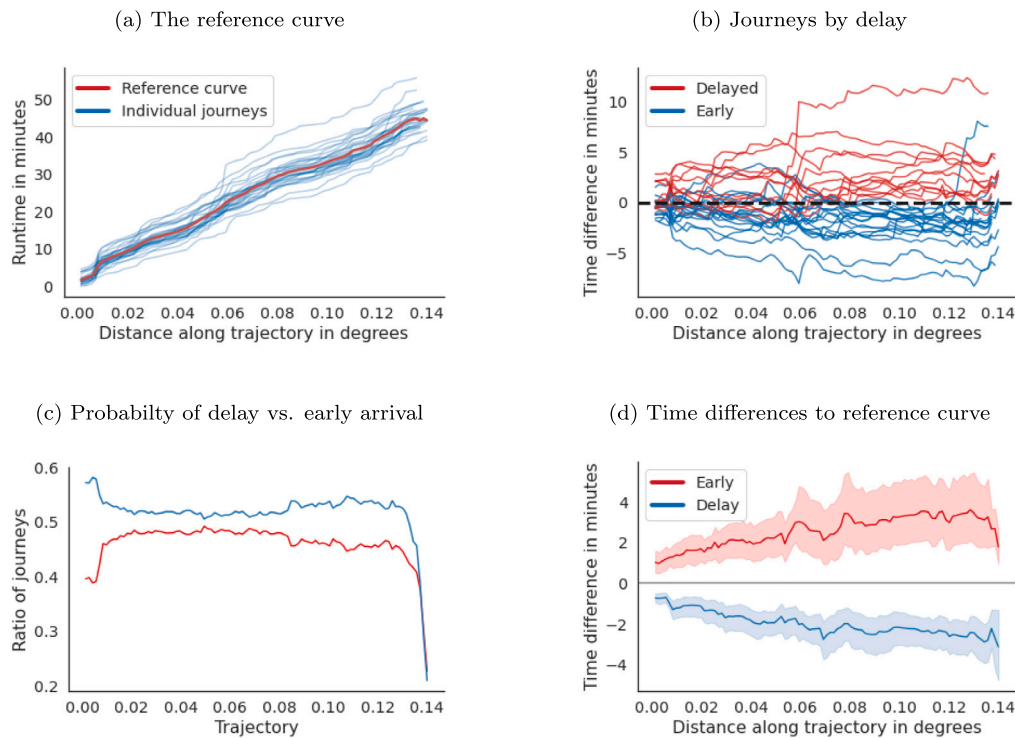 (a) The reference curve
Runtime in minutes
50
40
30
20
10
0
Reference curve
Individual journeys
0.00 0.02 0.04 0.06 0.08 0.10 0.12 0.14
Distance along trajectory in degrees
(b) Journeys by delay
Time difference in minutes
10
5
0
−5
Delayed
Early
0.00 0.02 0.04 0.06 0.08 0.10 0.12 0.14
Distance along trajectory in degrees
(c) Probabilty of delay vs. early arrival
Ratio of journeys
0.6
0.5
0.4
0.3
0.2
0.00 0.02 0.04 0.06 0.08 0.10 0.12 0.14
Trajectory
(d) Time differences to reference curve
Time difference in minutes
4
2
0
−2
−4
Early
Delay
0.00 0.02 0.04 0.06 0.08 0.10 0.12 0.14
Distance along trajectory in degrees